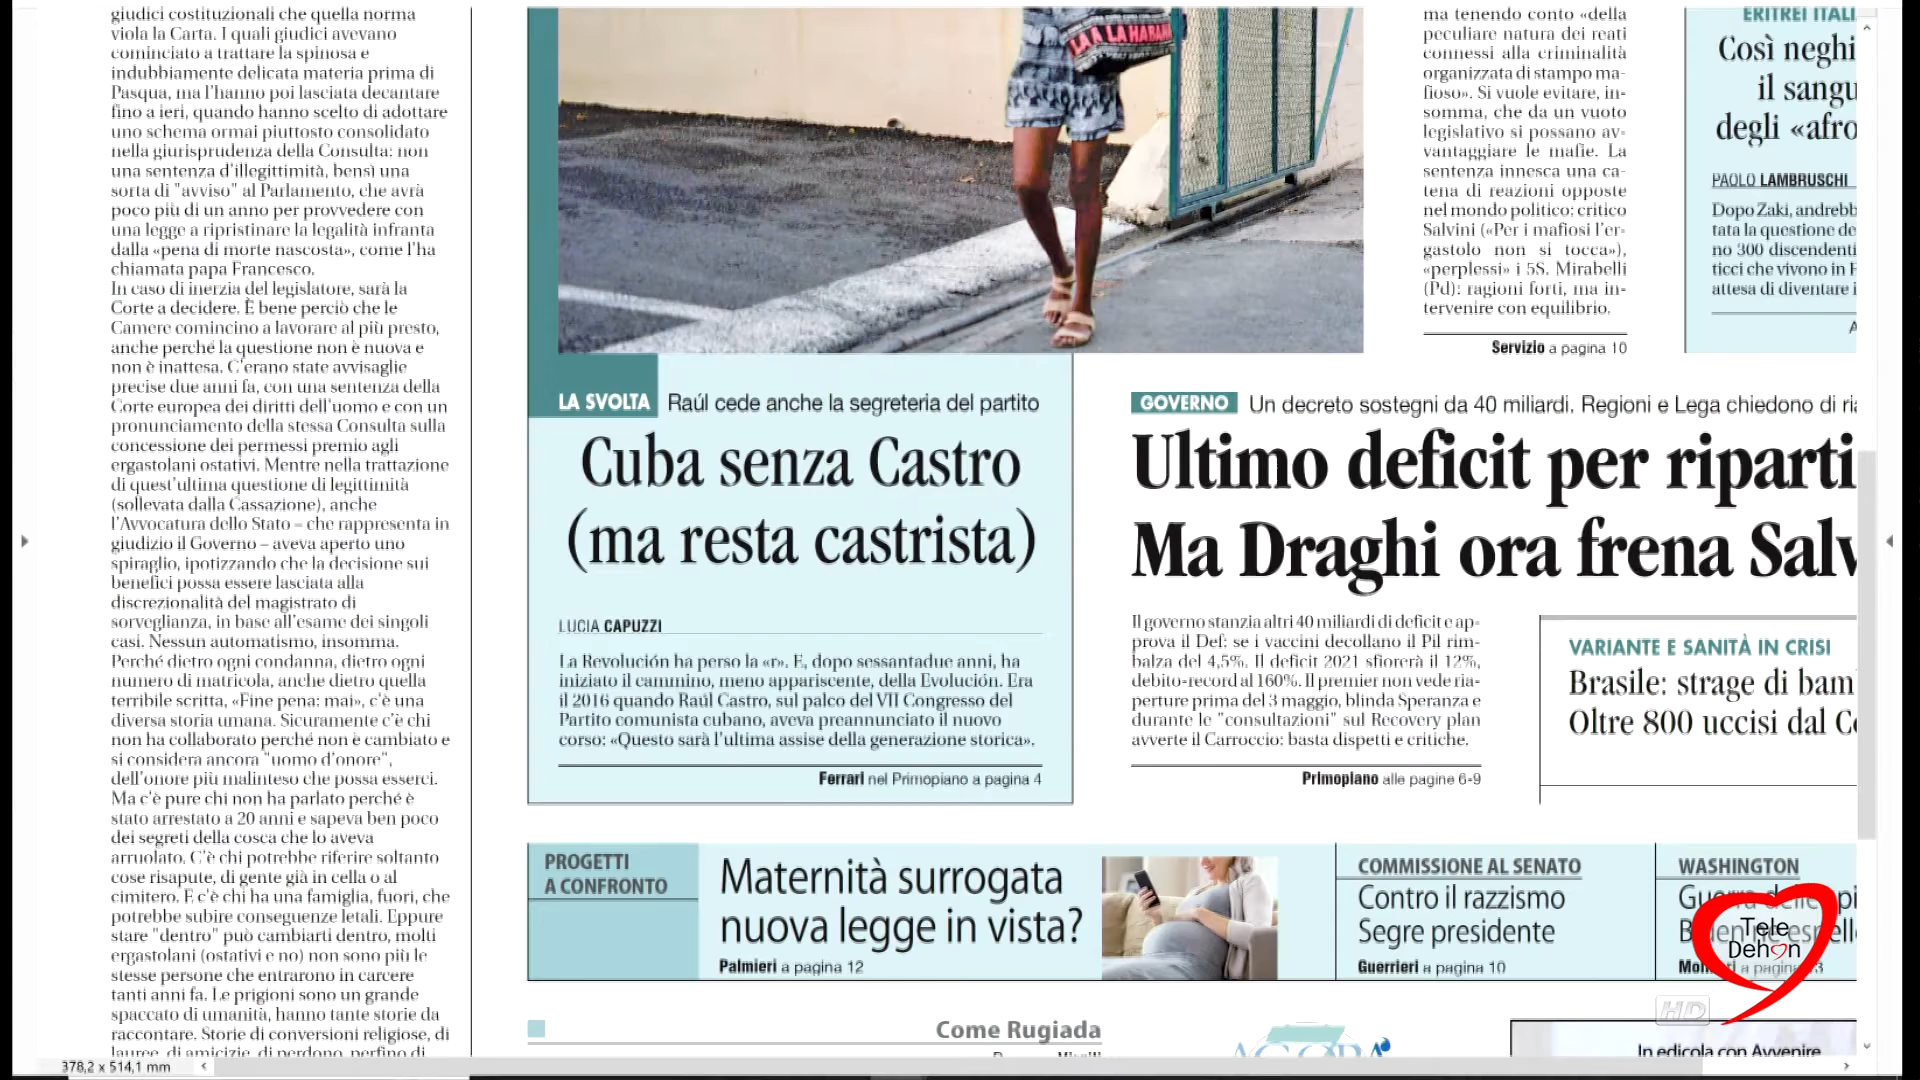 giudici costituzionali che quella norma
viola la Carta. I quali giudici avevano
cominciato a trattare la spinosa e
indubbiamente delicata materia prima di
Pasqua, ma l'hanno poi lasciata decantare
fino a ieri, quando hanno scelto di adottare
uno schema ormai piuttosto consolidato
nella giurisprudenza della Consulta: non
una sentenza d'illegittimità, bensì una
sorta di "avviso" al Parlamento, che avrà
poco più di un anno per provvedere con
una legge a ripristinare la legalità infranta
dalla «pena di morte nascosta», come l'ha
chiamata papa Francesco.
In caso di inerzia del legislatore, sarà la
Corte a decidere. È bene perciò che le
Camere comincino a lavorare al più presto,
anche perché la questione non è nuova e
non è inattesa. C'erano state avvisaglie
precise due anni fa, con una sentenza della
Corte europea dei diritti dell'uomo e con un
pronunciamento della stessa Consulta sulla
concessione dei permessi premio agli
ergastolani ostativi. Mentre nella trattazione
di quest'ultima questione di legittimità
(sollevata dalla Cassazione), anche
l'Avvocatura dello Stato – che rappresenta in
giudizio il Governo – aveva aperto uno
spiraglio, ipotizzando che la decisione sui
benefici possa essere lasciata alla
discrezionalità del magistrato di
sorveglianza, in base all'esame dei singoli
casi. Nessun automatismo, insomma.
Perché dietro ogni condanna, dietro ogni
numero di matricola, anche dietro quella
terribile scritta, «Fine pena: mai», c'è una
diversa storia umana. Sicuramente c'è chi
non ha collaborato perché non è cambiato e
si considera ancora "uomo d'onore",
dell'onore più malinteso che possa esserci.
Ma c'è pure chi non ha parlato perché è
stato arrestato a 20 anni e sapeva ben poco
dei segreti della cosca che lo aveva
arruolato. C'è chi potrebbe riferire soltanto
cose risapute, di gente già in cella o al
cimitero. E c'è chi ha una famiglia, fuori, che
potrebbe subire conseguenze letali. Eppure
stare "dentro" può cambiarti dentro, molti
ergastolani (ostativi e no) non sono più le
stesse persone che entrarono in carcere
tanti anni fa. Le prigioni sono un grande
spaccato di umanità, hanno tante storie da
raccontare. Storie di conversioni religiose, di
lauree, di amicizie, di perdono, perfino di
378,2 x 514,1 mm
LA HABANA
LA SVOLTA Raúl cede anche la segreteria del partito
Cuba senza Castro
(ma resta castrista)
LUCIA CAPUZZI
La Revolución ha perso la «r». E, dopo sessantadue anni, ha
iniziato il cammino, meno appariscente, della Evolución. Era
il 2016 quando Raúl Castro, sul palco del VII Congresso del
Partito comunista cubano, aveva preannunciato il nuovo
corso: «Questo sarà l'ultima assise della generazione storica».
Ferrari nel Primopiano a pagina 4
ma tenendo conto «della
peculiare natura dei reati
connessi alla criminalità
organizzata di stampo ma-
fioso». Si vuole evitare, in-
somma, che da un vuoto
legislativo si possano av-
vantaggiare le mafie. La
sentenza innesca una ca-
tena di reazioni opposte
nel mondo politico: critico
Salvini («Per i mafiosi l'er-
gastolo non si tocca»),
«perplessi» i 5S. Mirabelli
(Pd): ragioni forti, ma in-
tervenire con equilibrio.
Servizio a pagina 10
ERITREI ITALI
Così neghi
il sangu
degli «afro
PAOLO LAMBRUSCHI
Dopo Zaki, andrebb
tata la questione de
no 300 discendenti
ticci che vivono in
attesa di diventare i
GOVERNO Un decreto sostegni da 40 miliardi. Regioni e Lega chiedono di ria
Ultimo deficit per riparti
Ma Draghi ora frena Salv
Il governo stanzia altri 40 miliardi di deficit e ap-
prova il Def: se i vaccini decollano il Pil rim-
balza del 4,5%. Il deficit 2021 sfiorerà il 12%,
debito-record al 160%. Il premier non vede ria-
perture prima del 3 maggio, blinda Speranza e
durante le "consultazioni" sul Recovery plan
avverte il Carroccio: basta dispetti e critiche.
Primopiano alle pagine 6-9
VARIANTE E SANITÀ IN CRISI
Brasile: strage di bam
Oltre 800 uccisi dal Co
PROGETTI
A CONFRONTO
Maternità surrogata
nuova legge in vista?
Palmieri a pagina 12
COMMISSIONE AL SENATO
Contro il razzismo
Segre presidente
Guerrieri a pagina 10
WASHINGTON
Guerra delle spi
Biden ne espelle
a pagina
Tele
Dehon
HD
Come Rugiada
AGORÀ
In edicola con Avvenire